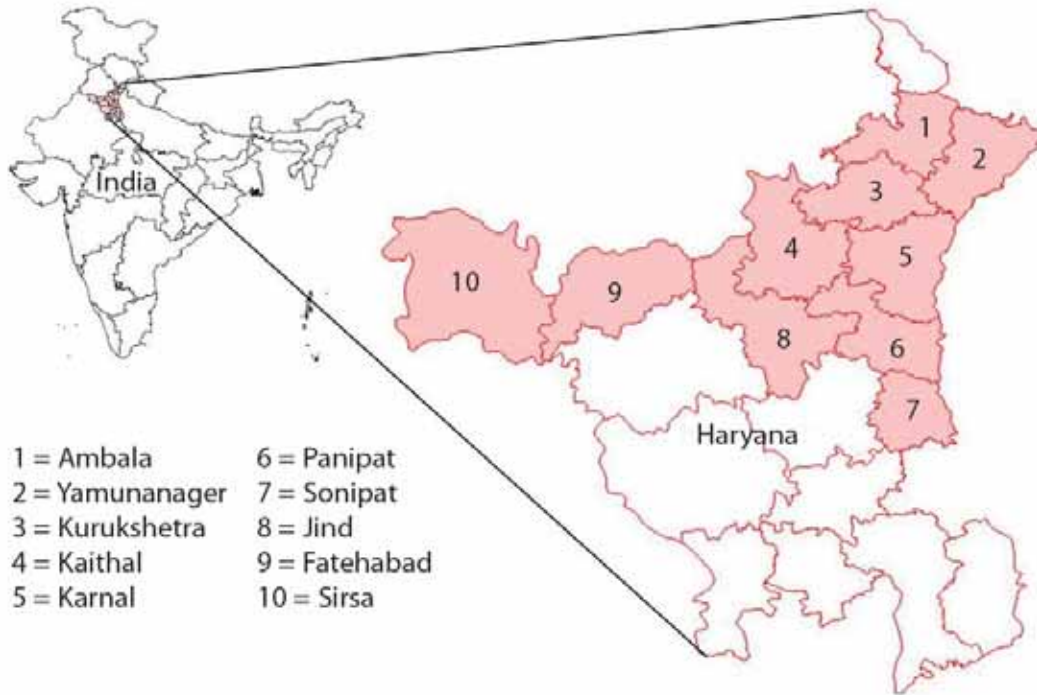 India
1
2
3
4
5
6
7
8
9
10
Haryana
1 = Ambala
2 = Yamunanager
3 = Kurukshetra
4 = Kaithal
5 = Karnal
6 = Panipat
7 = Sonipat
8 = Jind
9 = Fatehabad
10 = Sirsa